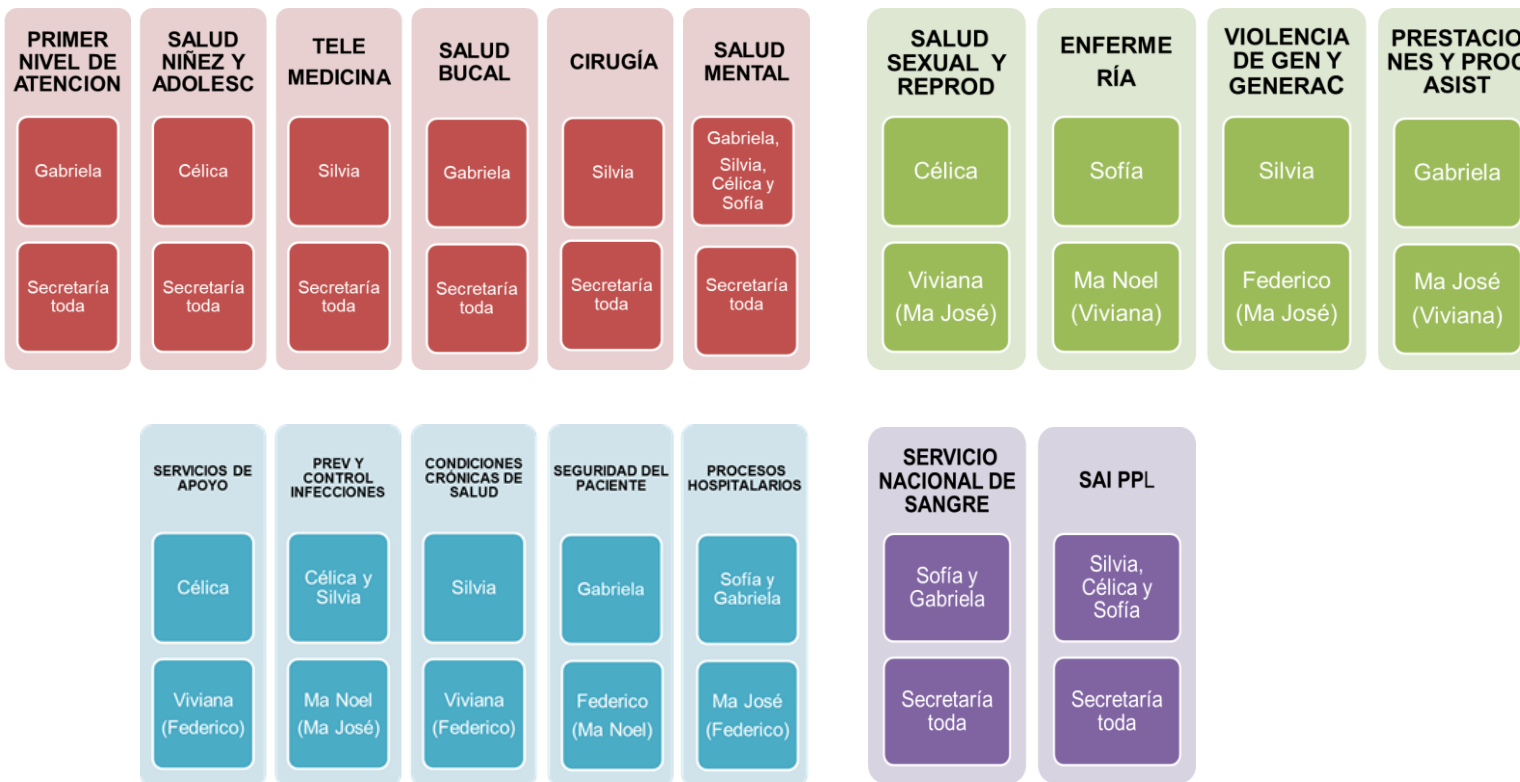 PRIMER
NIVEL DE
ATENCION
Gabriela
Secretaría
toda
SALUD
NIÑEZ Y
ADOLESC
Célica
Secretaría
toda
TELE
MEDICINA
Silvia
Secretaría
toda
SALUD
BUCAL
Gabriela
Secretaría
toda
CIRUGÍA
Silvia
Secretaría
toda
SALUD
MENTAL
Gabriela,
Silvia,
Célica y
Sofía
Secretaría
toda
SALUD
SEXUAL Y
REPROD
Célica
Viviana
(Ma José)
ENFERME
RÍA
Sofía
Ma Noel
(Viviana)
VIOLENCIA
DE GEN Y
GENERAC
Silvia
Federico
(Ma José)
PRESTACIO
NES Y PROC
ASIST
Gabriela
Ma José
(Viviana)
SERVICIOS DE
APOYO
Célica
Viviana
(Federico)
PREV Y
CONTROL
INFECCIONES
Célica y
Silvia
Ma Noel
(Ma José)
CONDICIONES
CRÓNICAS DE
SALUD
Silvia
Viviana
(Federico)
SEGURIDAD DEL
PACIENTE
Gabriela
Federico
(Ma Noel)
PROCESOS
HOSPITALARIOS
Sofía y
Gabriela
Ma José
(Federico)
SERVICIO
NACIONAL DE
SANGRE
Sofía y
Gabriela
Secretaría
toda
SAI PPL
Silvia,
Célica y
Sofía
Secretaría
toda